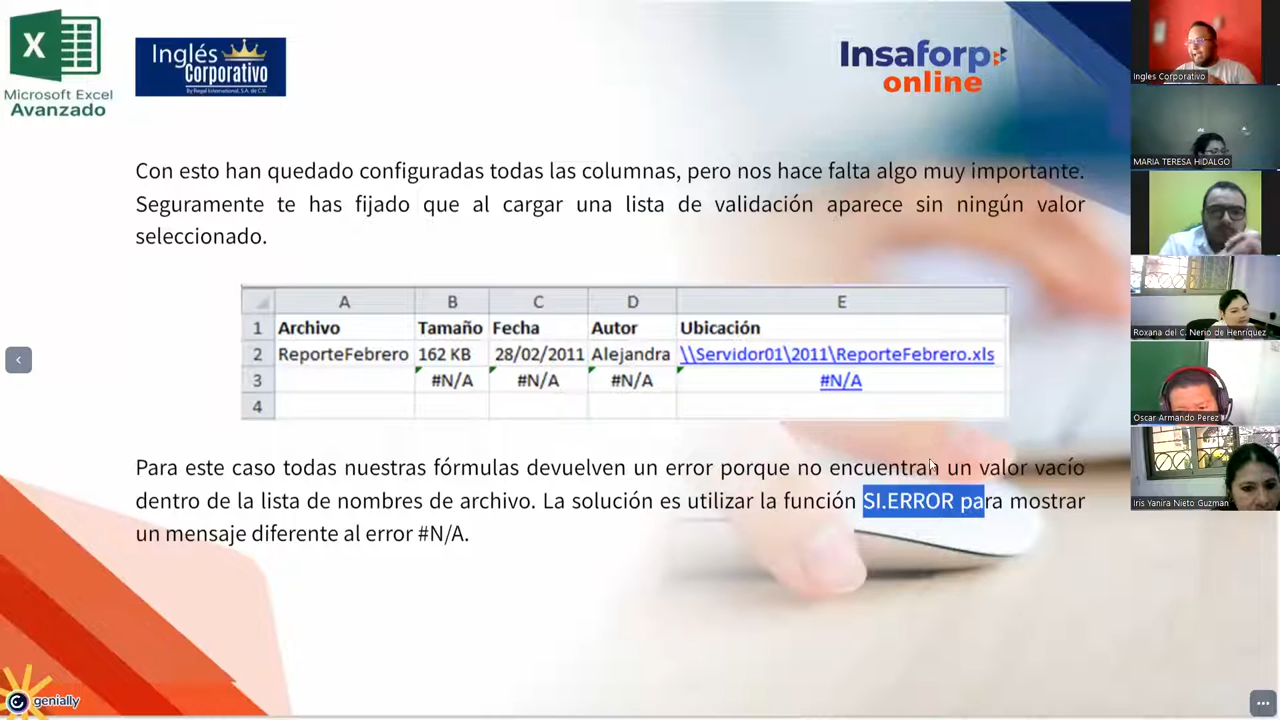 X
Microsoft Excel
Avanzado
Inglés
Corporativo
By Regal International, S.A. de C.V.
Insaforp
online
Con esto han quedado configuradas todas las columnas, pero nos hace falta algo muy importante.
Seguramente te has fijado que al cargar una lista de validación aparece sin ningún valor
seleccionado.
A B C D E
1 Archivo Tamaño Fecha Autor Ubicación
2 ReporteFebrero 162 KB 28/02/2011 Alejandra \\Servidor01\2011\ReporteFebrero.xls
3 #N/A #N/A #N/A #N/A
4
Para este caso todas nuestras fórmulas devuelven un error porque no encuentran un valor vacío
dentro de la lista de nombres de archivo. La solución es utilizar la función SI.ERROR para mostrar
un mensaje diferente al error #N/A.
genially
Ingles Corporativo
MARIA TERESA HIDALGO
Roxana del C. Nerio de Henríquez
Oscar Armando Perez
Iris Yanira Nieto Guzman